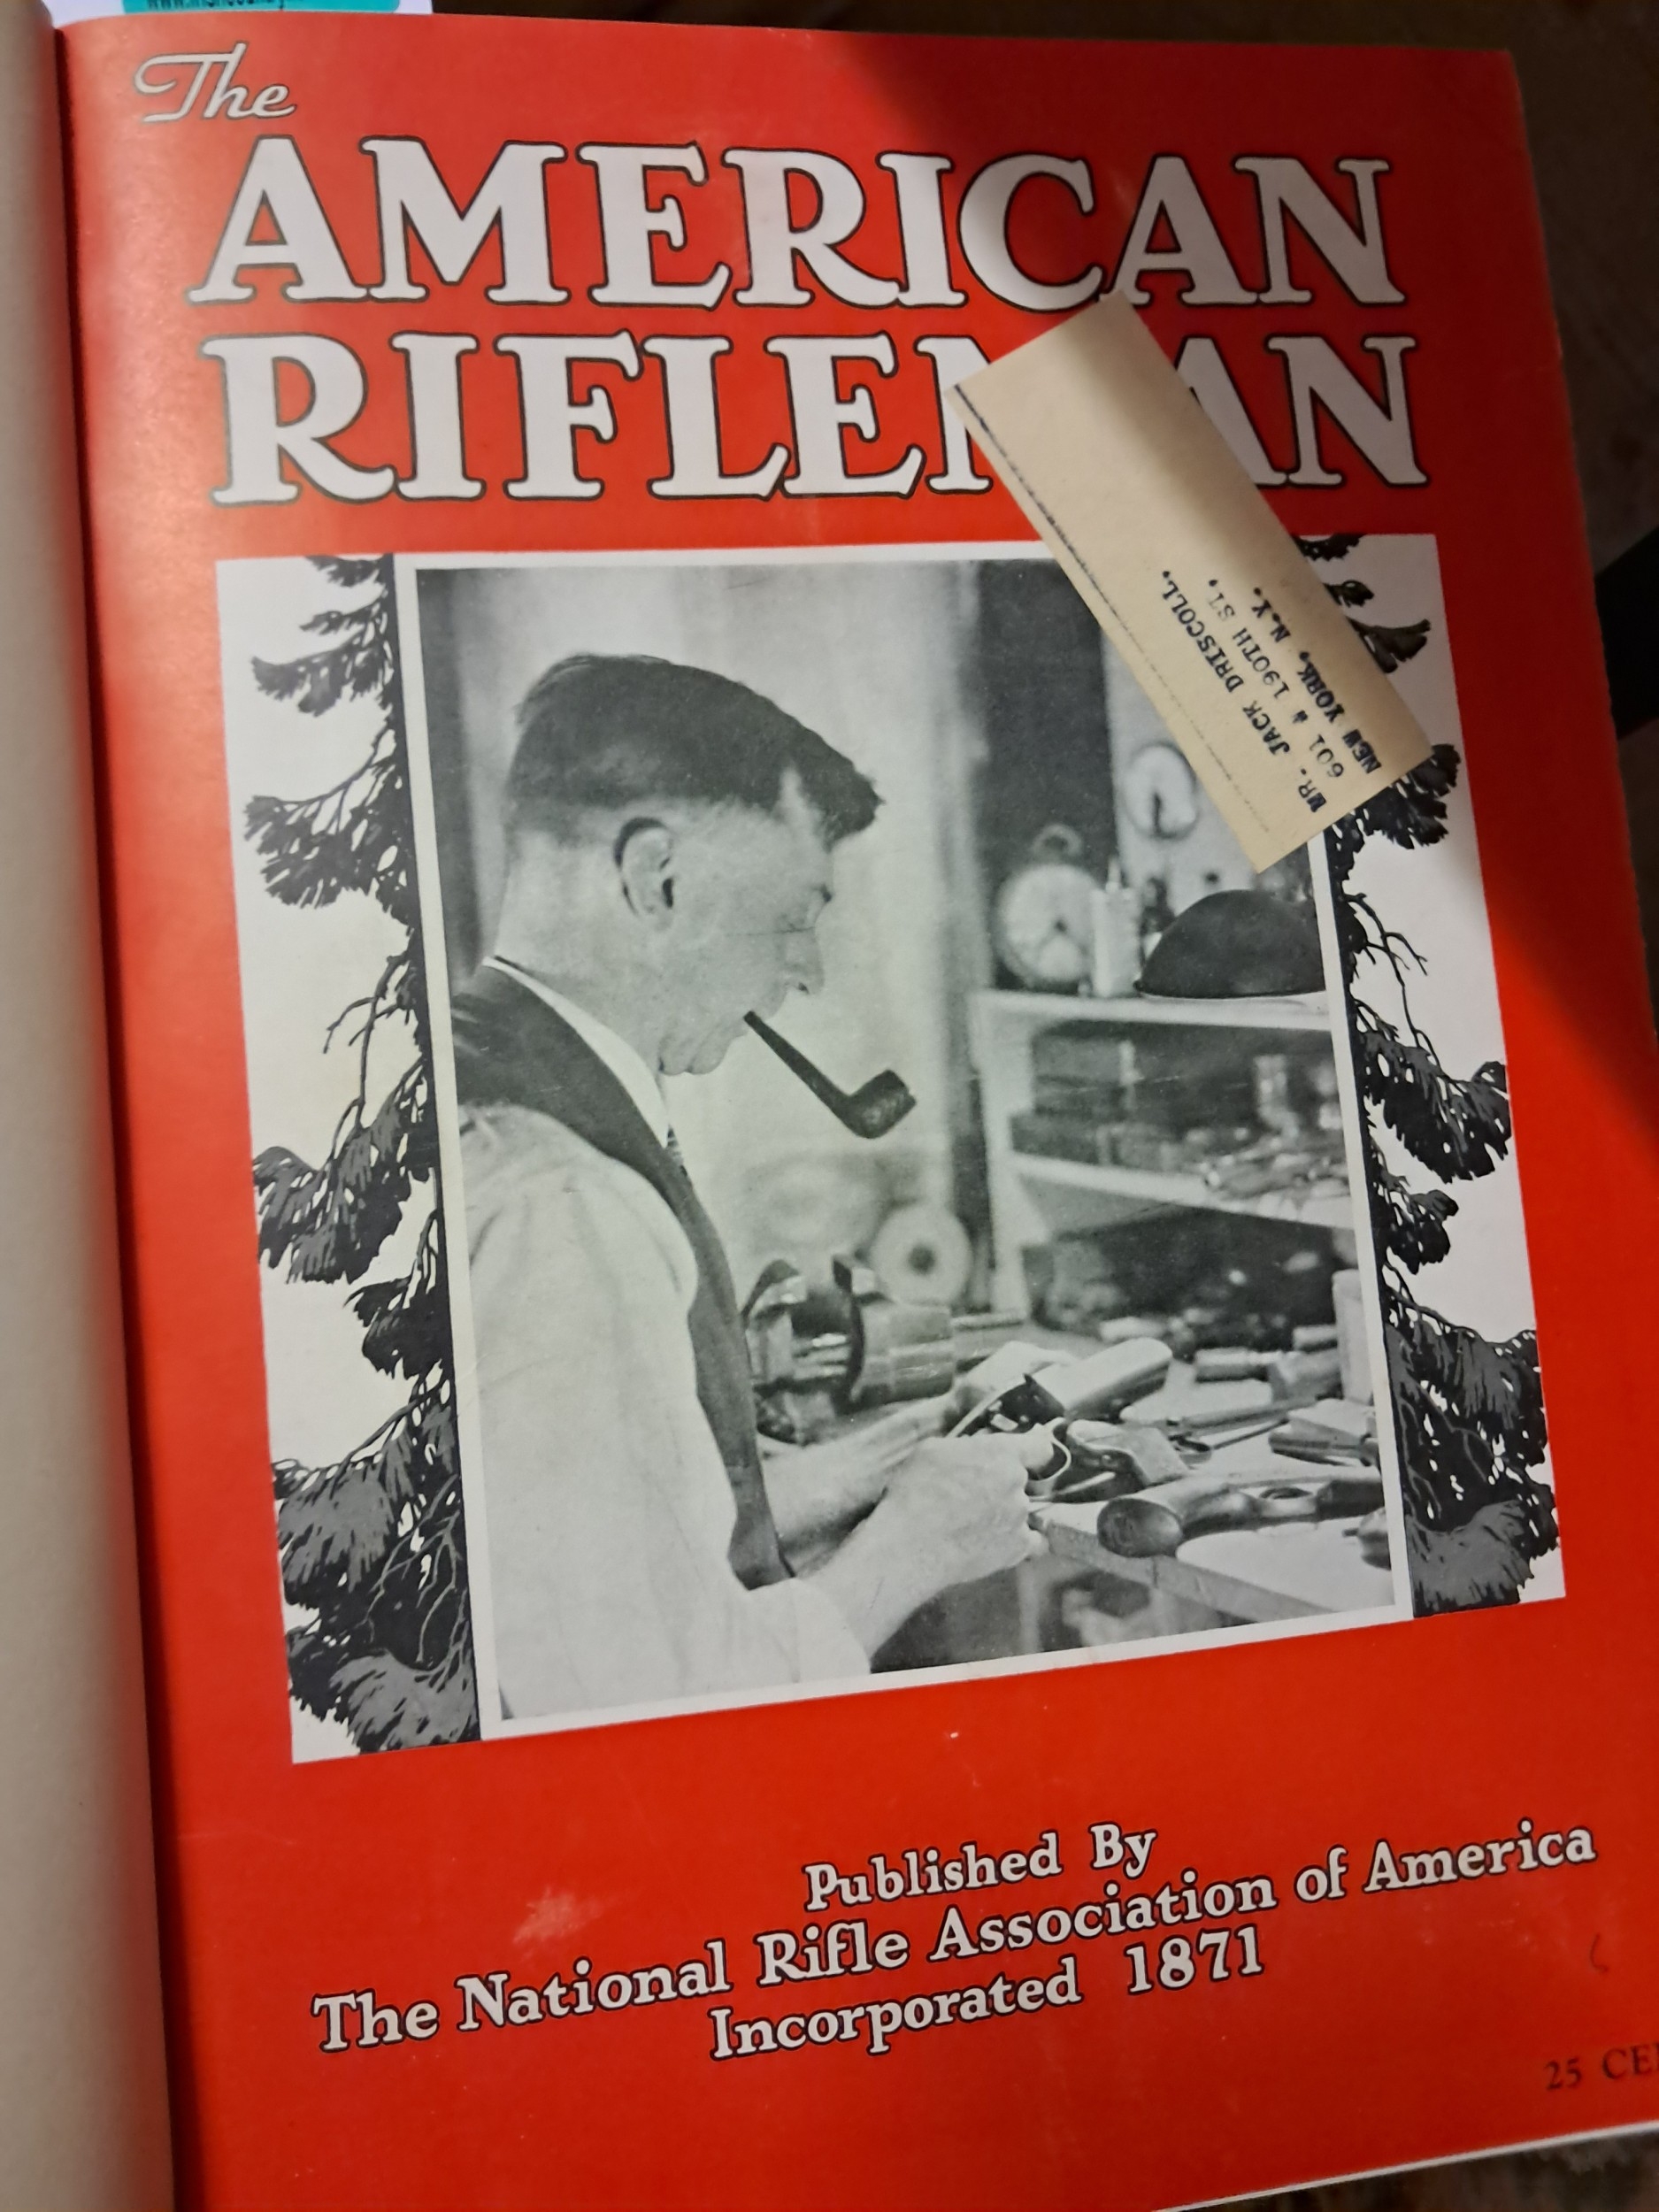 The
AMERICAN
RIFLEMAN
MR. JACK DRISCOLL.
601 W 190TH ST.
NEW YORK. N.Y.
Published By
The National Rifle Association of America
Incorporated 1871
25